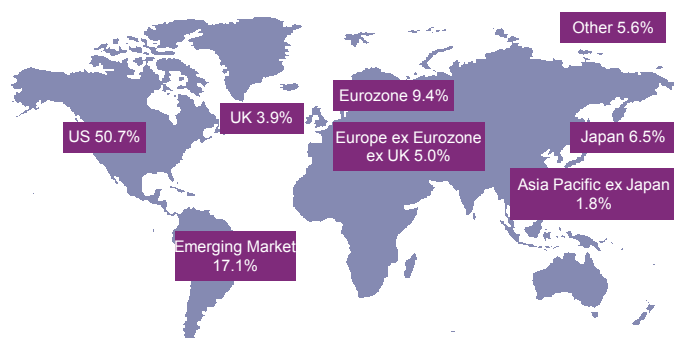 Other 5.6%
Eurozone 9.4%
UK 3.9%
US 50.7%
Europe ex Eurozone
ex UK 5.0%
Japan 6.5%
Asia Pacific ex Japan
1.8%
Emerging Market
17.1%